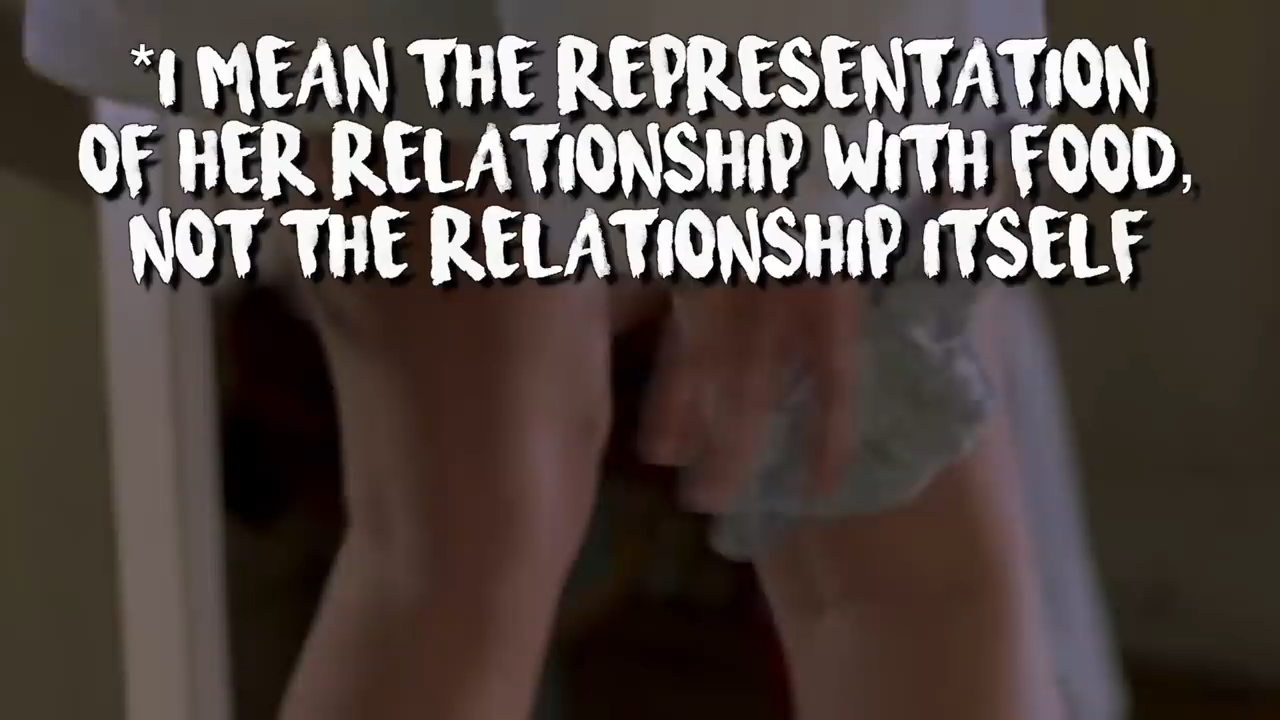 *I MEAN THE REPRESENTATION
OF HER RELATIONSHIP WITH FOOD,
NOT THE RELATIONSHIP ITSELF